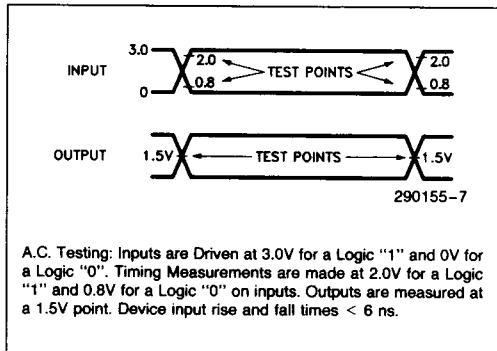 3.0
INPUT
2.0
TEST POINTS
2.0
0.8
0.8
0
OUTPUT
1.5V
TEST POINTS
1.5V
290155-7
A.C. Testing: Inputs are Driven at 3.0V for a Logic "1" and 0V for
a Logic "0". Timing Measurements are made at 2.0V for a Logic
"1" and 0.8V for a Logic "0" on inputs. Outputs are measured at
a 1.5V point. Device input rise and fall times < 6 ns.